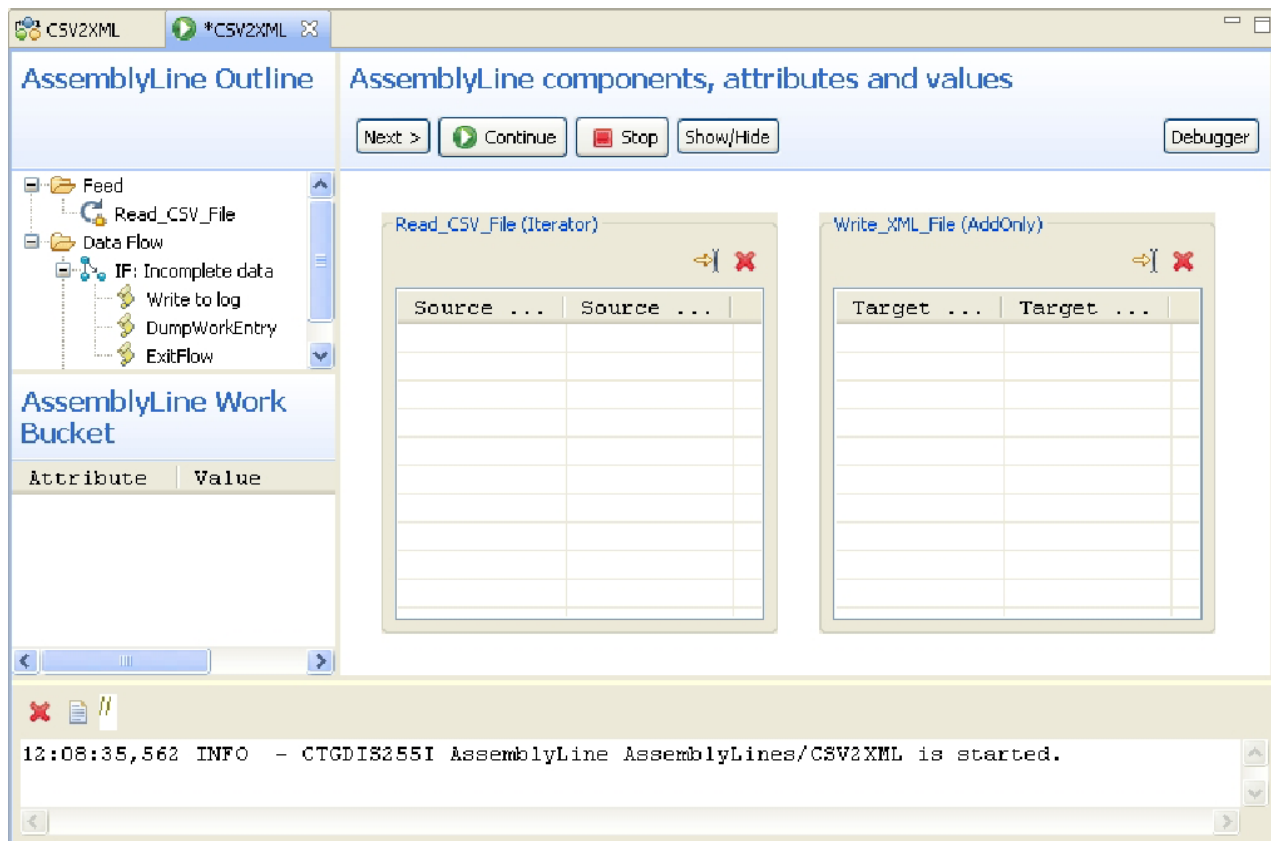 CSV2XML
*CSV2XML
AssemblyLine Outline
AssemblyLine components, attributes and values
Next >
Continue
Stop
Show/Hide
Debugger
Feed
Read_CSV_File
Data Flow
IF: Incomplete data
Write to log
DumpWorkEntry
ExitFlow
Read_CSV_File (Iterator)
Source ... Source ...
Write_XML_File (AddOnly)
Target ... Target ...
AssemblyLine Work
Bucket
Attribute Value
//
12:08:35,562 INFO - CTGDIS255I AssemblyLine AssemblyLines/CSV2XML is started.